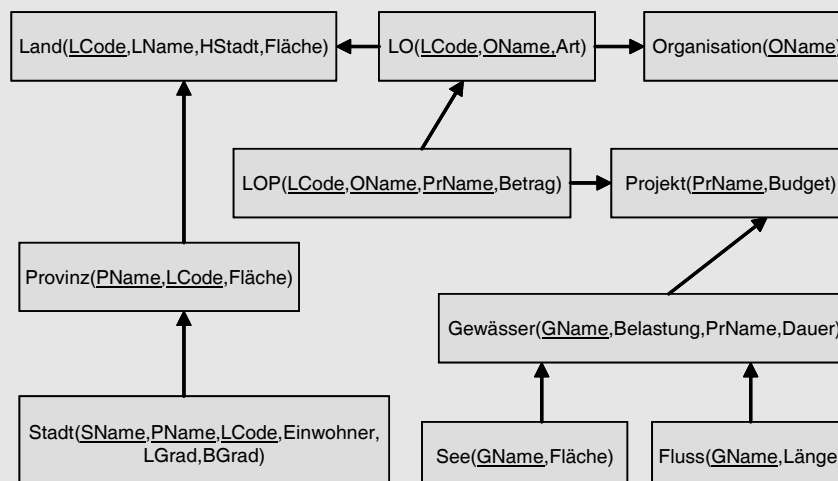 Land(LCode,LName,HStadt,Fläche)
LO(LCode,OName,Art)
Organisation(OName)
LOP(LCode,OName,PrName,Betrag)
Projekt(PrName,Budget)
Provinz(PName,LCode,Fläche)
Gewässer(GName,Belastung,PrName,Dauer)
Stadt(SName,PName,LCode,Einwohner,
LGrad,BGrad)
See(GName,Fläche)
Fluss(GName,Länge